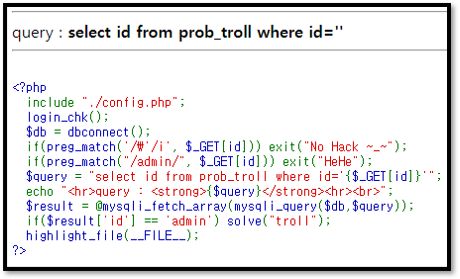 query : select id from prob_troll where id=''
<?php
include "./config.php";
login_chk();
$db = dbconnect();
if(preg_match('/₩'/i', $_GET[id])) exit("No Hack ~_~");
if(preg_match("/admin/", $_GET[id])) exit("HeHe");
$query = "select id from prob_troll where id='{$_GET[id]}'";
echo "<hr>query : <strong>{$query}</strong><hr><br>";
$result = @mysqli_fetch_array(mysqli_query($db,$query));
if($result['id'] == 'admin') solve("troll");
highlight_file(__FILE__);
?>